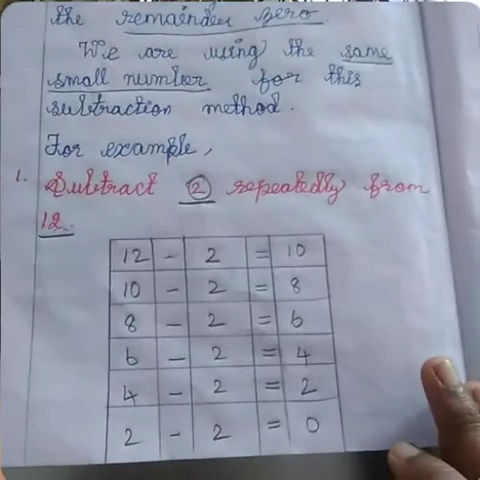 the remainder zero
We are using the same
small number for this
subtraction method.
For example,
1. Subtract 2 repeatedly from
12.
12 - 2 = 10
10 - 2 = 8
8 - 2 = 6
6 - 2 = 4
4 - 2 = 2
2 - 2 = 0